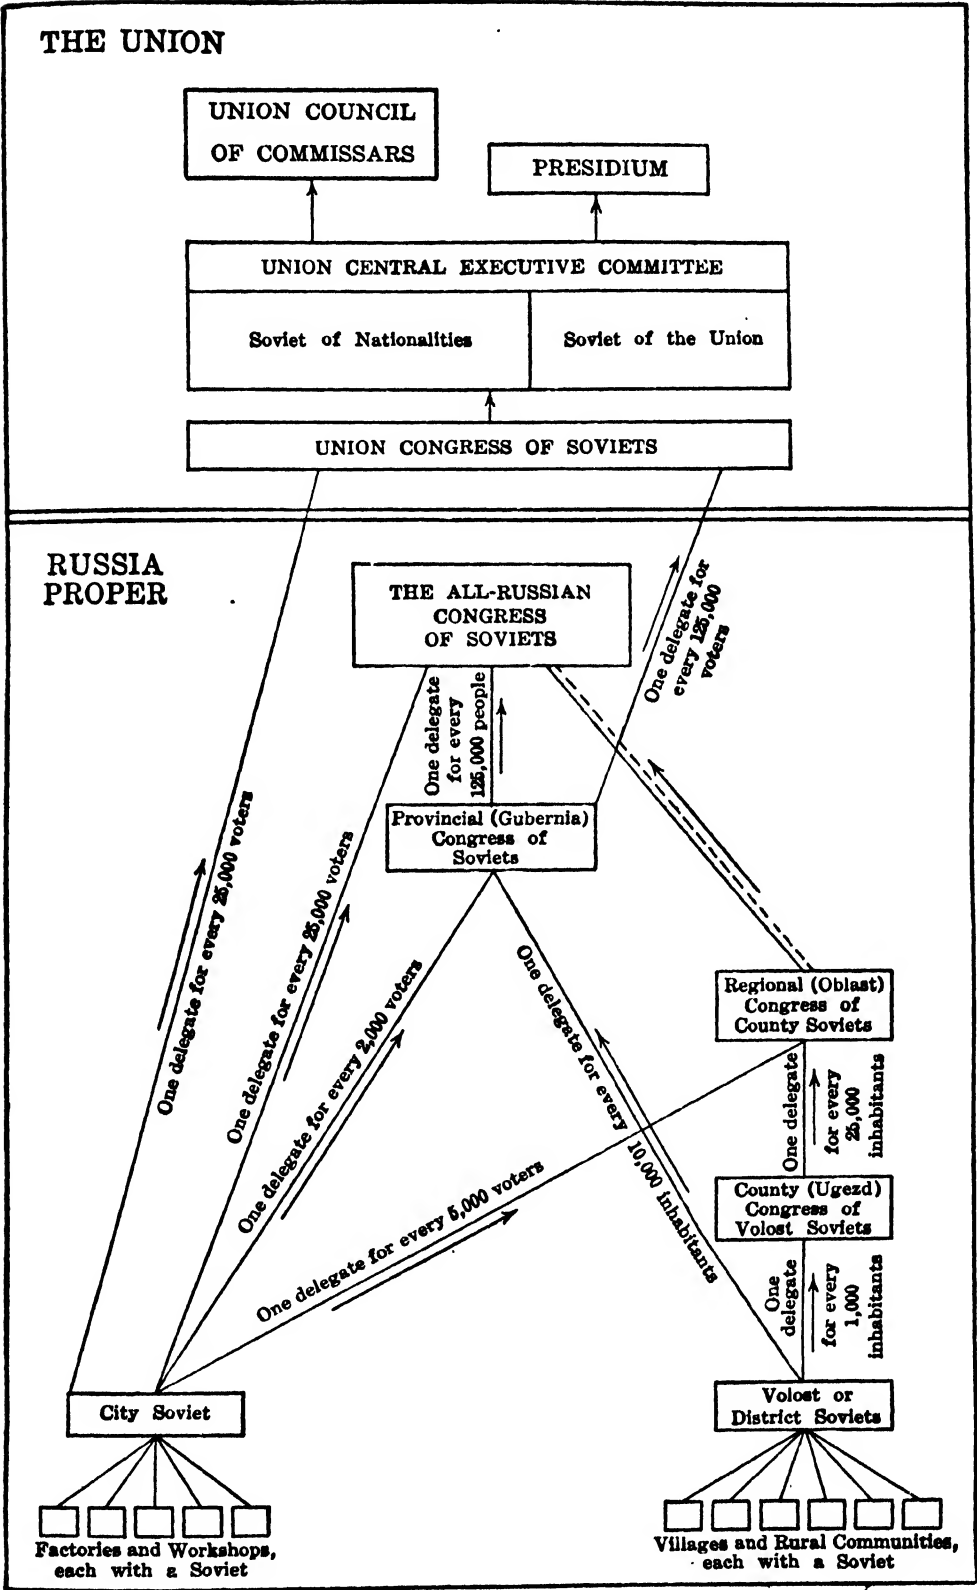 THE UNION
UNION COUNCIL
OF COMMISSARS
PRESIDIUM
UNION CENTRAL EXECUTIVE COMMITTEE
Soviet of Nationalities
Soviet of the Union
UNION CONGRESS OF SOVIETS
RUSSIA
PROPER
THE ALL-RUSSIAN
CONGRESS
OF SOVIETS
One delegate for
every 125,000
voters
One delegate
for every
125,000 people
Provincial (Gubernia)
Congress of
Soviets
One delegate for every 25,000 voters
One delegate for every 25,000 voters
One delegate for every 2,000 voters
One delegate for every 10,000 inhabitants
One delegate for every 5,000 voters
Regional (Oblast)
Congress of
County Soviets
One delegate
for every
25,000
inhabitants
County (Ugezd)
Congress of
Volost Soviets
One
delegate
for every
1,000
inhabitants
City Soviet
Volost or
District Soviets
Factories and Workshops,
each with a Soviet
Villages and Rural Communities,
each with a Soviet